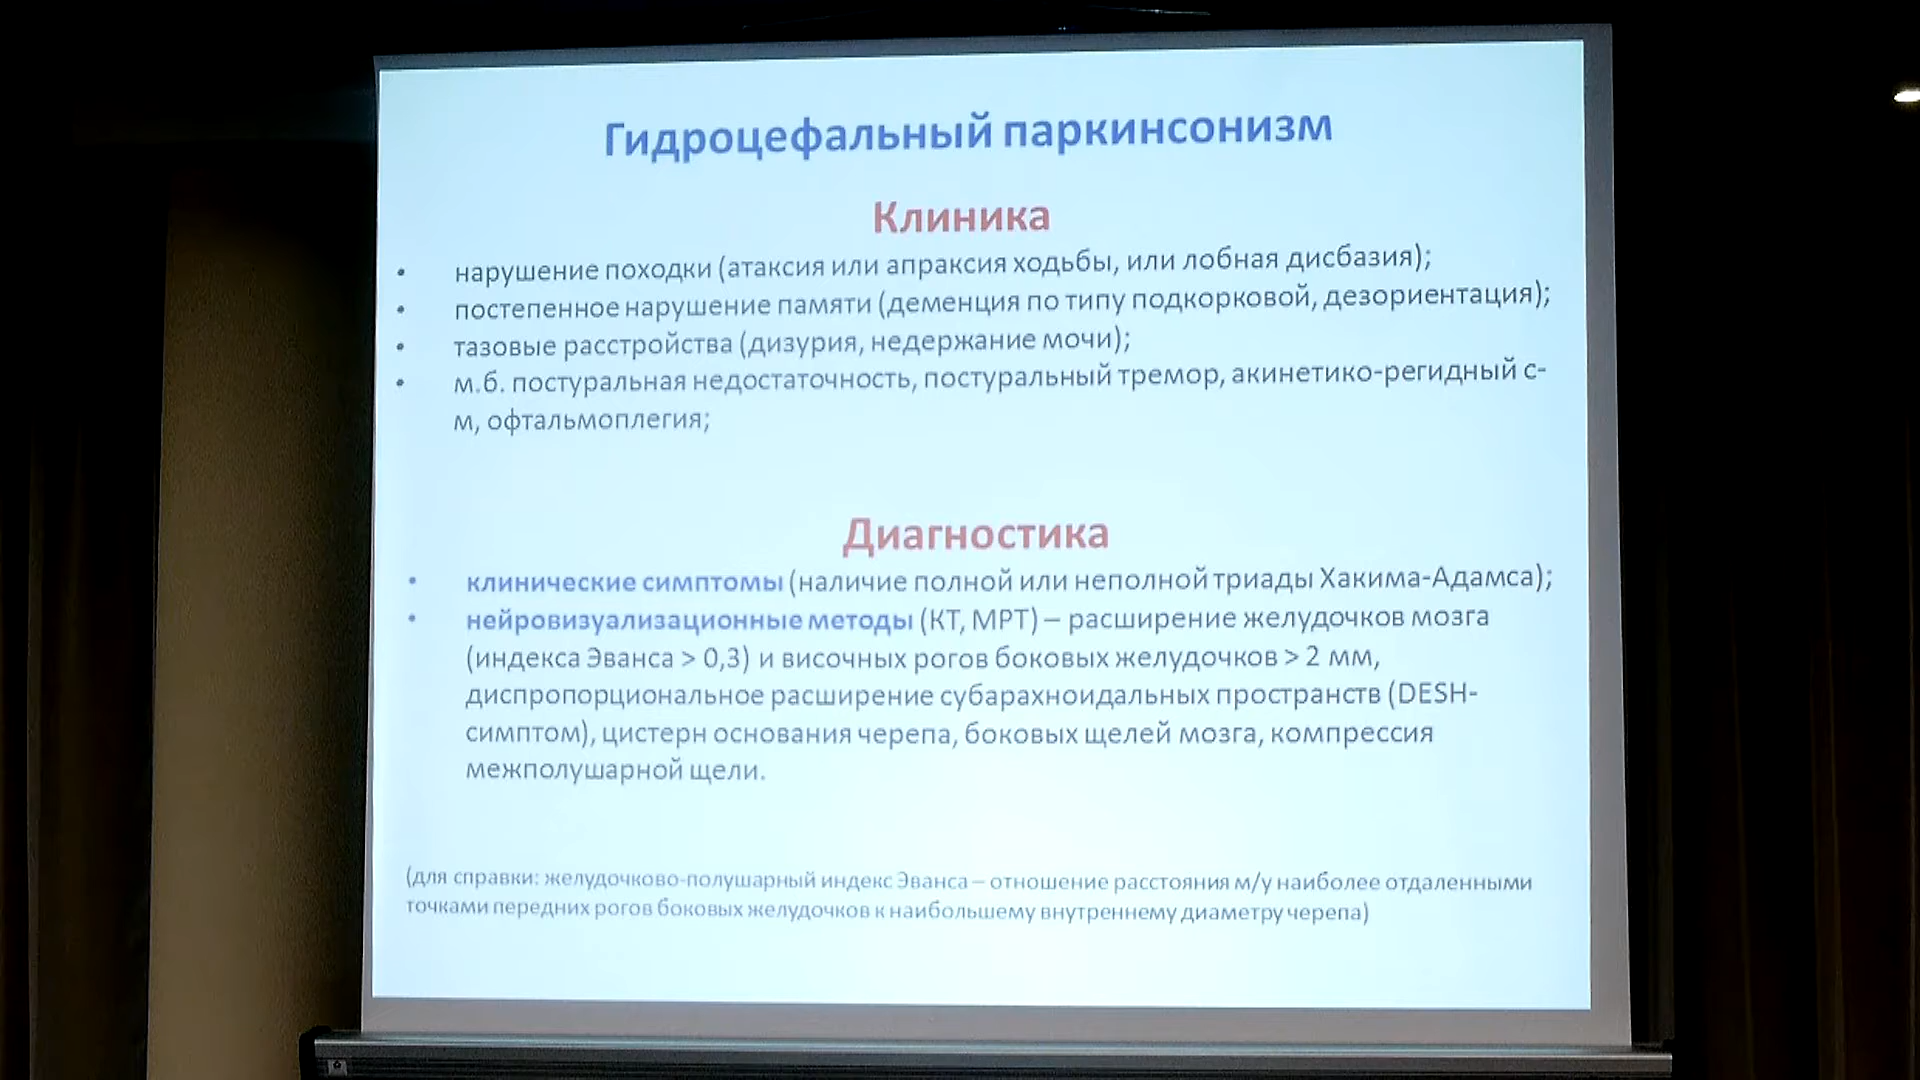 Гидроцефальный паркинсонизм
Клиника
• нарушение походки (атаксия или апраксия ходьбы, или лобная дисбазия);
• постепенное нарушение памяти (деменция по типу подкорковой, дезориентация);
• тазовые расстройства (дизурия, недержание мочи);
• м.б. постуральная недостаточность, постуральный тремор, акинетико-регидный с-
м, офтальмоплегия;
Диагностика
• клинические симптомы (наличие полной или неполной триады Хакима-Адамса);
• нейровизуализационные методы (КТ, МРТ) – расширение желудочков мозга
(индекса Эванса > 0,3) и височных рогов боковых желудочков > 2 мм,
диспропорциональное расширение субарахноидальных пространств (DESH-
симптом), цистерн основания черепа, боковых щелей мозга, компрессия
межполушарной щели.
(для справки: желудочково-полушарный индекс Эванса – отношение расстояния м/у наиболее отдаленными
точками передних рогов боковых желудочков к наибольшему внутреннему диаметру черепа)